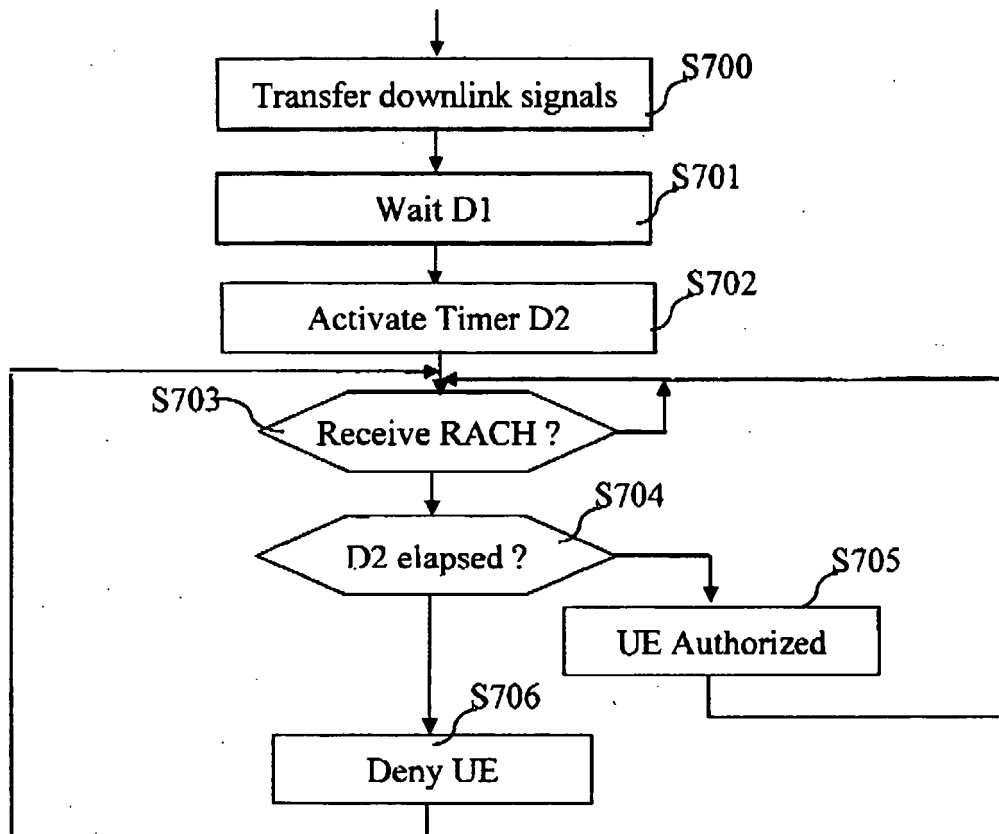 S700
Transfer downlink signals
S701
Wait D1
S702
Activate Timer D2
S703
Receive RACH ?
S704
D2 elapsed ?
S705
UE Authorized
S706
Deny UE